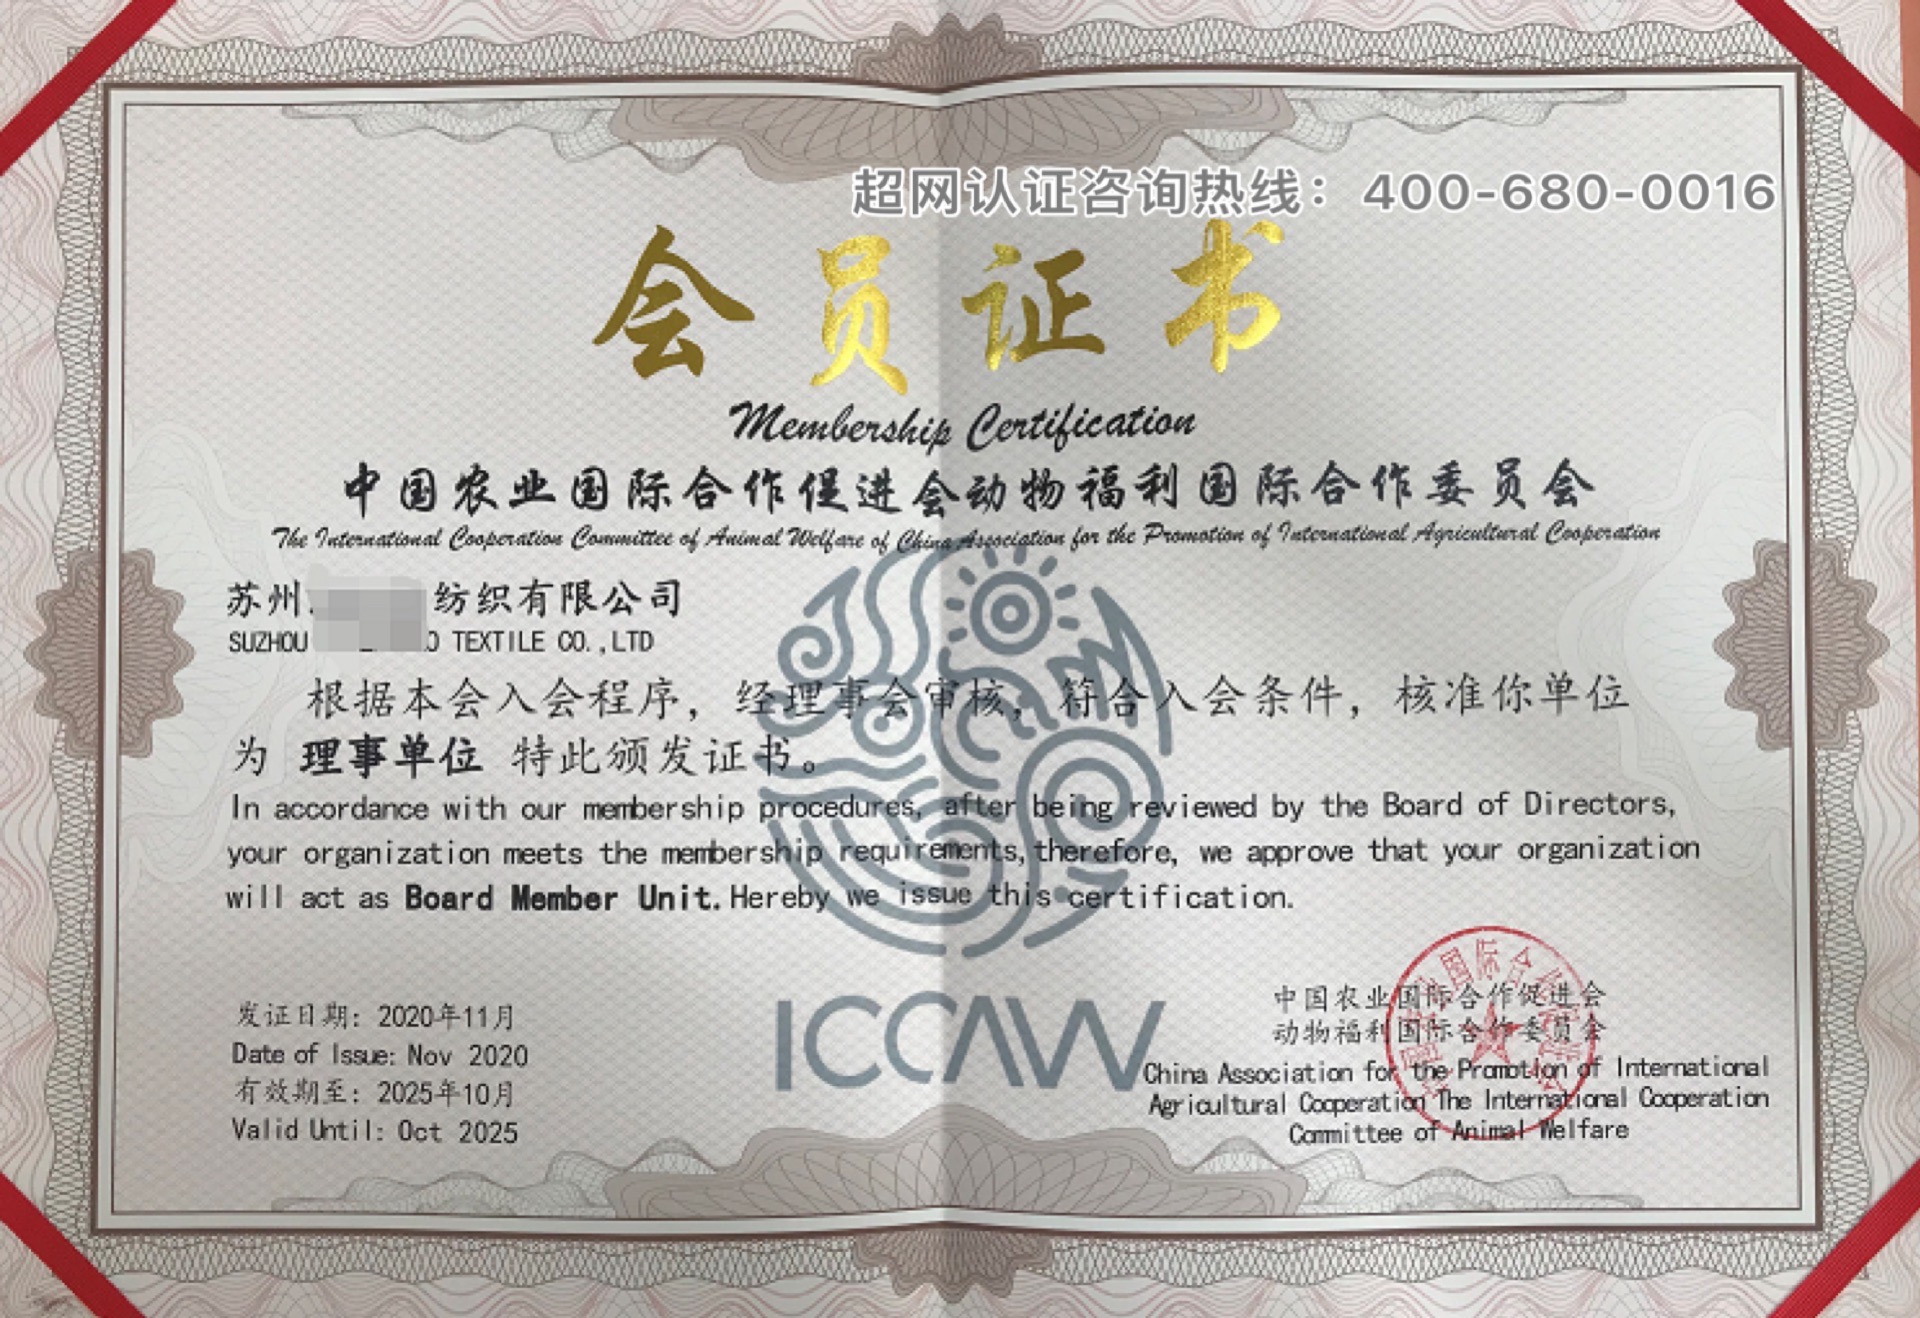 超网认证咨询热线：400-680-0016
会员证书
Membership Certification
中国农业国际合作促进会动物福利国际合作委员会
The International Cooperation Committee of Animal Welfare of China Association for the Promotion of International Agricultural Cooperation
苏州 纺织有限公司
SUZHOU O TEXTILE CO.,LTD
根据本会入会程序，经理事会审核，符合入会条件，核准你单位
为 理事单位 特此颁发证书。
In accordance with our membership procedures, after being reviewed by the Board of Directors,
your organization meets the membership requirements, therefore, we approve that your organization
will act as Board Member Unit. Hereby we issue this certification.
ICCAW
发证日期：2020年11月
Date of Issue: Nov 2020
有效期至：2025年10月
Valid Until: Oct 2025
中国农业国际合作促进会
动物福利国际合作委员会
China Association for the Promotion of International
Agricultural Cooperation The International Cooperation
Committee of Animal Welfare